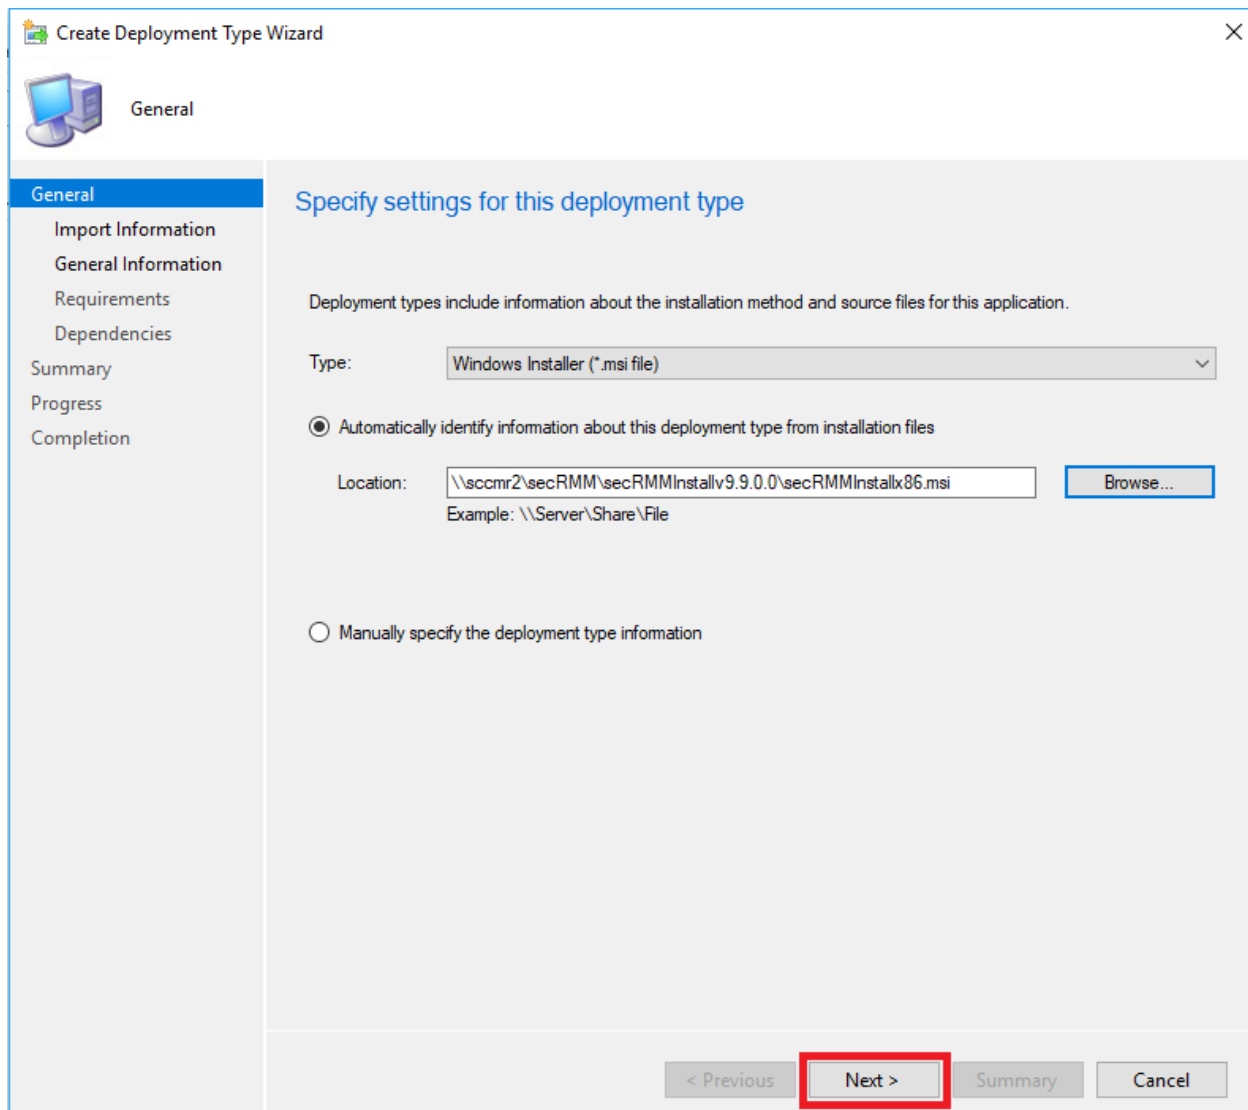 Create Deployment Type Wizard
General
General
Import Information
General Information
Requirements
Dependencies
Summary
Progress
Completion
Specify settings for this deployment type
Deployment types include information about the installation method and source files for this application.
Type: Windows Installer (*.msi file)
Automatically identify information about this deployment type from installation files
Location: \\sccmr2\secRMM\secRMMInstallv9.9.0.0\secRMMInstallx86.msi Browse...
Example: \\Server\Share\File
Manually specify the deployment type information
< Previous Next > Summary Cancel